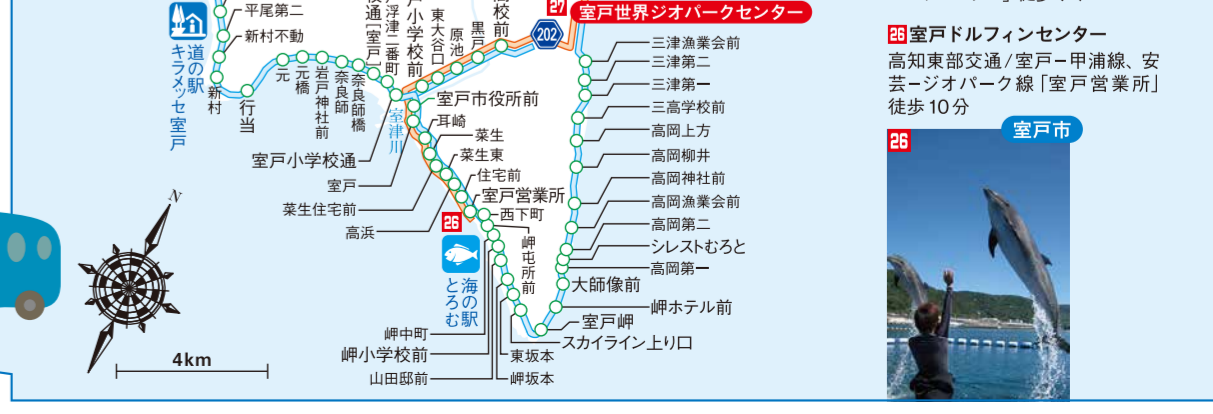 平尾第二
新村不動
道の駅
キラメッセ室戸
新村
行当
元
元橋
岩戸神社前
奈良師
奈良師橋
通[室戸]
浮津二番町
戸小学校前
東大谷口
原池
黒戸
校前
202
27 室戸世界ジオパークセンター
室戸市役所前
室津川
耳崎
菜生
菜生東
住宅前
室戸営業所
西下町
岬屯所前
室戸小学校通
室戸
菜生住宅前
高浜
26
海の駅
とろむ
岬中町
岬小学校前
山田邸前
東坂本
岬坂本
スカイライン上り口
室戸岬
岬ホテル前
大師像前
高岡第一
シレストむろと
高岡第二
高岡漁業会前
高岡神社前
高岡柳井
高岡上方
三高学校前
三津第一
三津第二
三津漁業会前
N
4km
26 室戸ドルフィンセンター
高知東部交通/室戸−甲浦線、安
芸−ジオパーク線「室戸営業所」
徒歩10分
室戸市
26